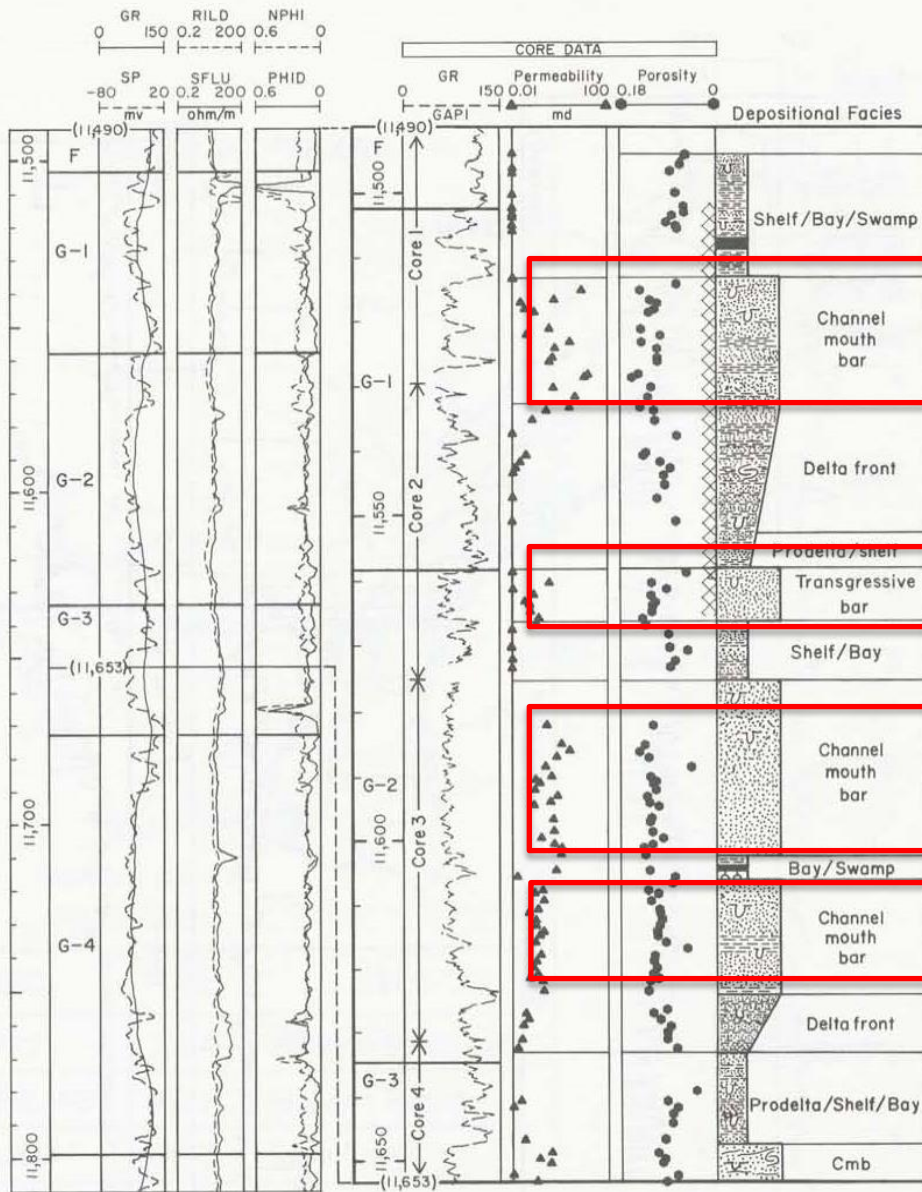 GR RILD NPHI
0 150 0.2 200 0.6 0
SP SFLU PHID
-80 20 0.2 200 0.6 0
mv ohm/m
CORE DATA
GR Permeability Porosity
0 150 0.01 100 0.18 0
GAPI md Depositional Facies
(11,490) (11,490)
F F
11,500 11,500
Shelf/Bay/Swamp
G-1
Core 1
Channel
mouth
bar
G-1
G-2
11,600
Core 2
11,550
Delta front
Prodelta/shelf
Transgressive
bar
G-3
Shelf/Bay
(11,653)
Channel
mouth
bar
G-2
11,700
Core 3
11,600
Bay/Swamp
G-4
Channel
mouth
bar
Delta front
G-3
Core 4
Prodelta/Shelf/Bay
11,650
11,800
Cmb
(11,653)